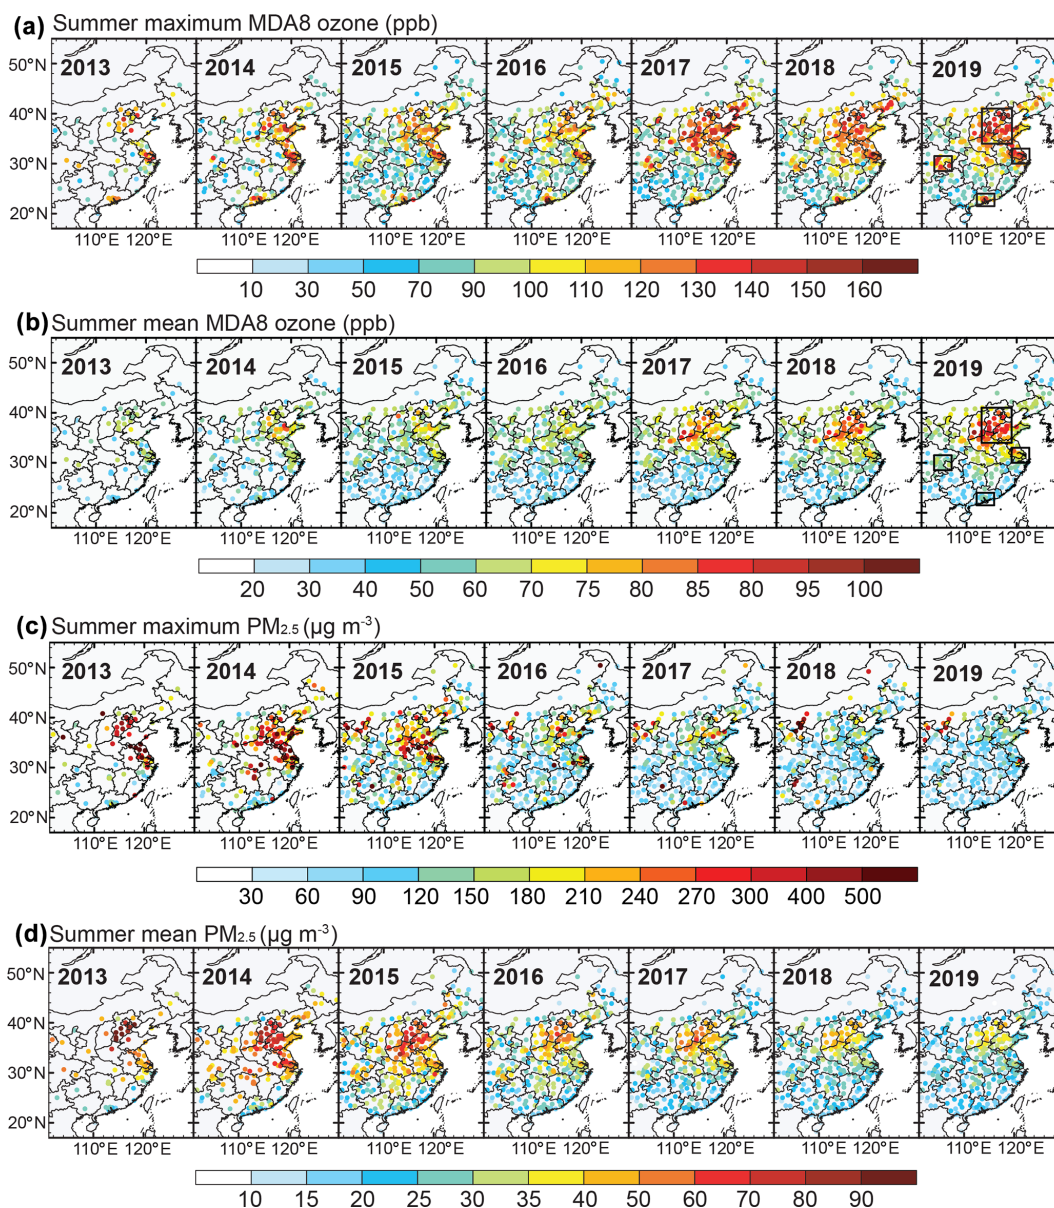 (a) Summer maximum MDA8 ozone (ppb)
2013 2014 2015 2016 2017 2018 2019
50°N
40°N
30°N
20°N
110°E 120°E 110°E 120°E 110°E 120°E 110°E 120°E 110°E 120°E 110°E 120°E 110°E 120°E
10 30 50 70 90 100 110 120 130 140 150 160
(b) Summer mean MDA8 ozone (ppb)
2013 2014 2015 2016 2017 2018 2019
50°N
40°N
30°N
20°N
110°E 120°E 110°E 120°E 110°E 120°E 110°E 120°E 110°E 120°E 110°E 120°E 110°E 120°E
20 30 40 50 60 70 75 80 85 80 95 100
(c) Summer maximum PM2.5 (µg m-3)
2013 2014 2015 2016 2017 2018 2019
50°N
40°N
30°N
20°N
110°E 120°E 110°E 120°E 110°E 120°E 110°E 120°E 110°E 120°E 110°E 120°E 110°E 120°E
30 60 90 120 150 180 210 240 270 300 400 500
(d) Summer mean PM2.5 (µg m-3)
2013 2014 2015 2016 2017 2018 2019
50°N
40°N
30°N
20°N
110°E 120°E 110°E 120°E 110°E 120°E 110°E 120°E 110°E 120°E 110°E 120°E 110°E 120°E
10 15 20 25 30 35 40 50 60 70 80 90